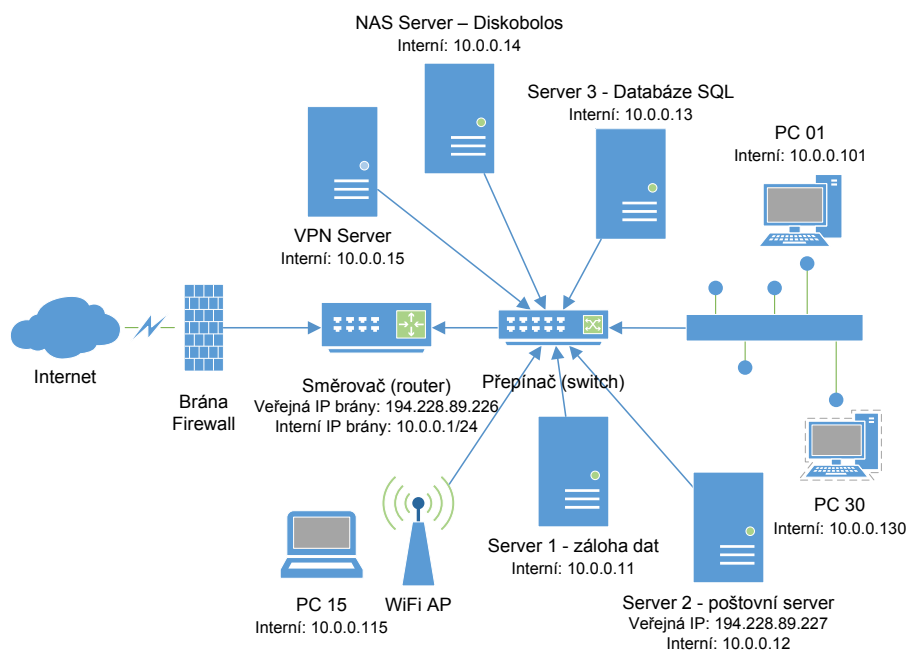 NAS Server – Diskobolos
Interní: 10.0.0.14
Server 3 - Databáze SQL
Interní: 10.0.0.13
PC 01
Interní: 10.0.0.101
VPN Server
Interní: 10.0.0.15
Internet
Brána
Firewall
Směrovač (router)
Veřejná IP brány: 194.228.89.226
Interní IP brány: 10.0.0.1/24
Přepínač (switch)
PC 30
Interní: 10.0.0.130
Server 1 - záloha dat
Interní: 10.0.0.11
PC 15
Interní: 10.0.0.115
WiFi AP
Server 2 - poštovní server
Veřejná IP: 194.228.89.227
Interní: 10.0.0.12